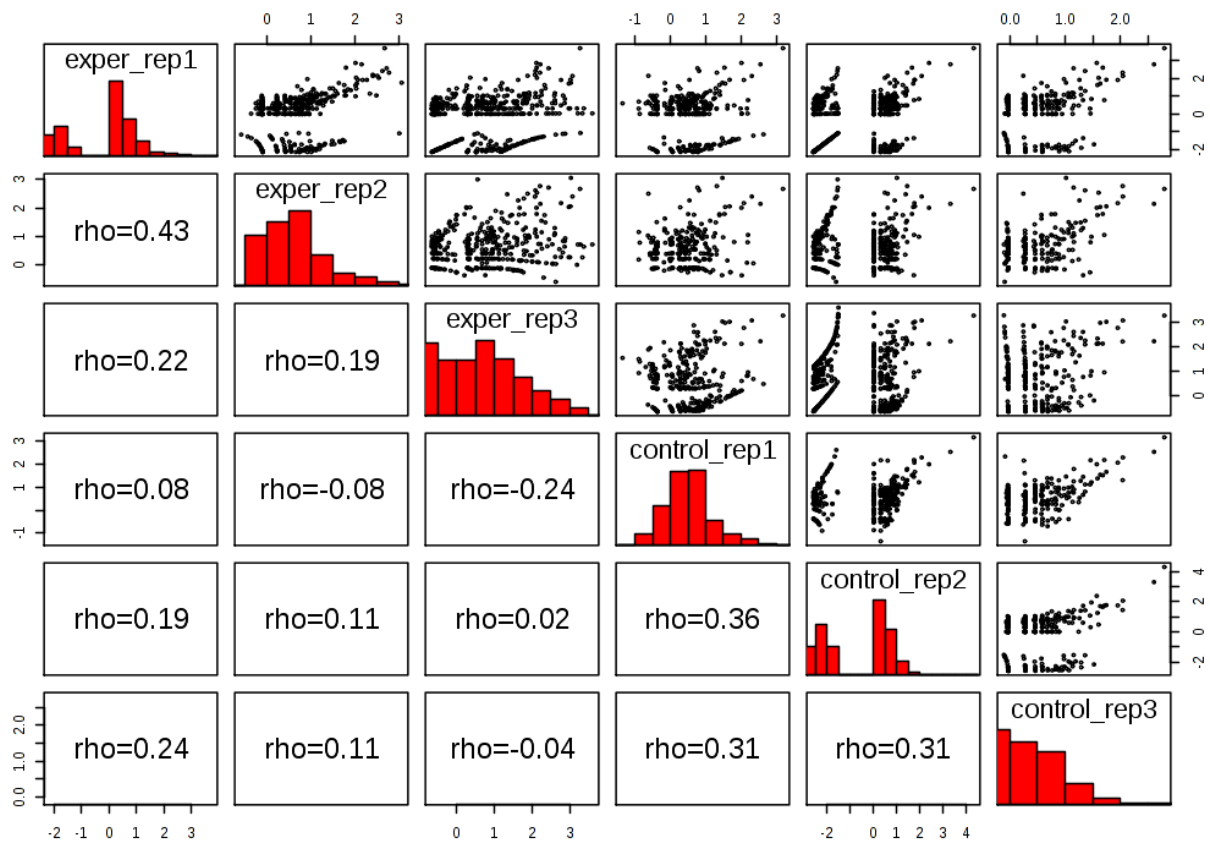 0 1 2 3 -1 0 1 2 3 0.0 1.0 2.0
exper_rep1
-2 0 2
0 1 2 3
rho=0.43
exper_rep2
rho=0.22
rho=0.19
exper_rep3
0 1 2 3
-1 1 2 3
rho=0.08
rho=-0.08
rho=-0.24
control_rep1
rho=0.19
rho=0.11
rho=0.02
rho=0.36
control_rep2
-2 0 2 4
0.0 1.0 2.0
rho=0.24
rho=0.11
rho=-0.04
rho=0.31
rho=0.31
control_rep3
-2 -1 0 1 2 3 0 1 2 3 -2 0 1 2 3 4